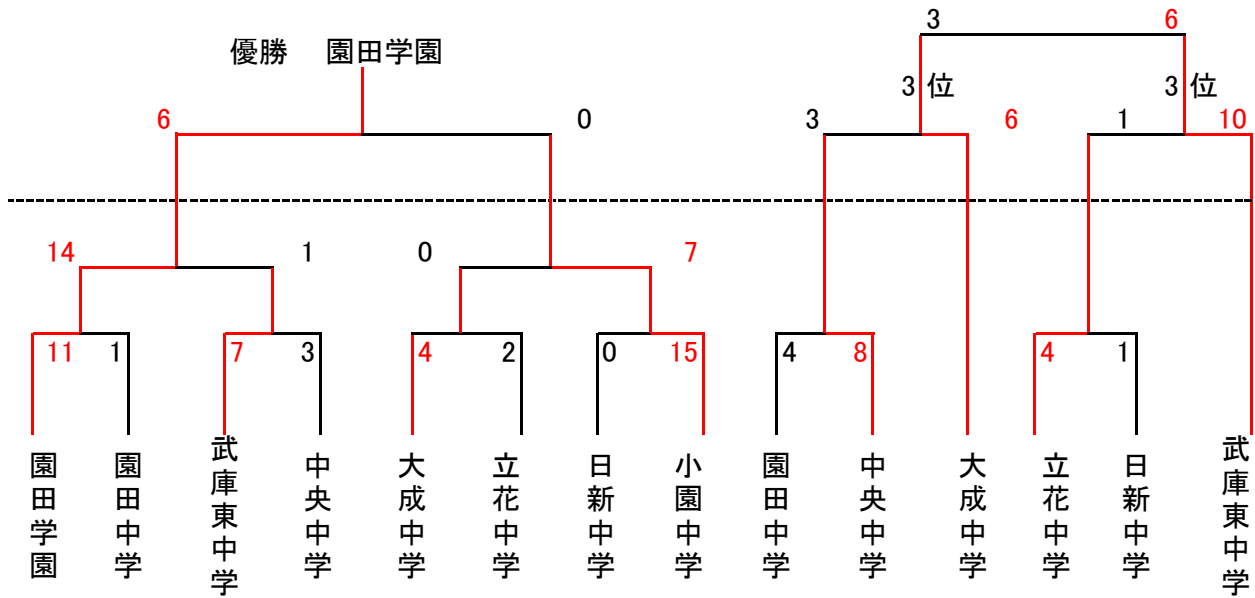 3 6
優勝 園田学園
3 位 3 位
6 0 3 6 1 10
14 1 0 7
11 1 7 3 4 2 0 15 4 8 4 1
園田学園
園田中学
武庫東中学
中央中学
大成中学
立花中学
日新中学
小園中学
園田中学
中央中学
大成中学
立花中学
日新中学
武庫東中学